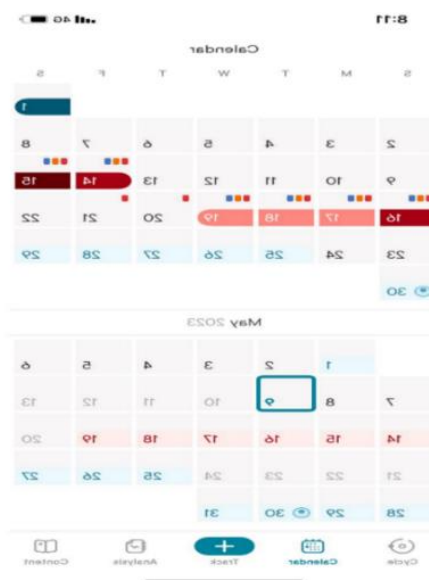 8:11 4G
Calendar
S M T W T F S
1
2 3 4 5 6 7 8
9 10 11 12 13 14 15
16 17 18 19 20 21 22
23 24 25 26 27 28 29
30
May 2023
1 2 3 4 5 6
7 8 9 10 11 12 13
14 15 16 17 18 19 20
21 22 23 24 25 26 27
28 29 30 31
Cycle Calendar Track Analysis Content